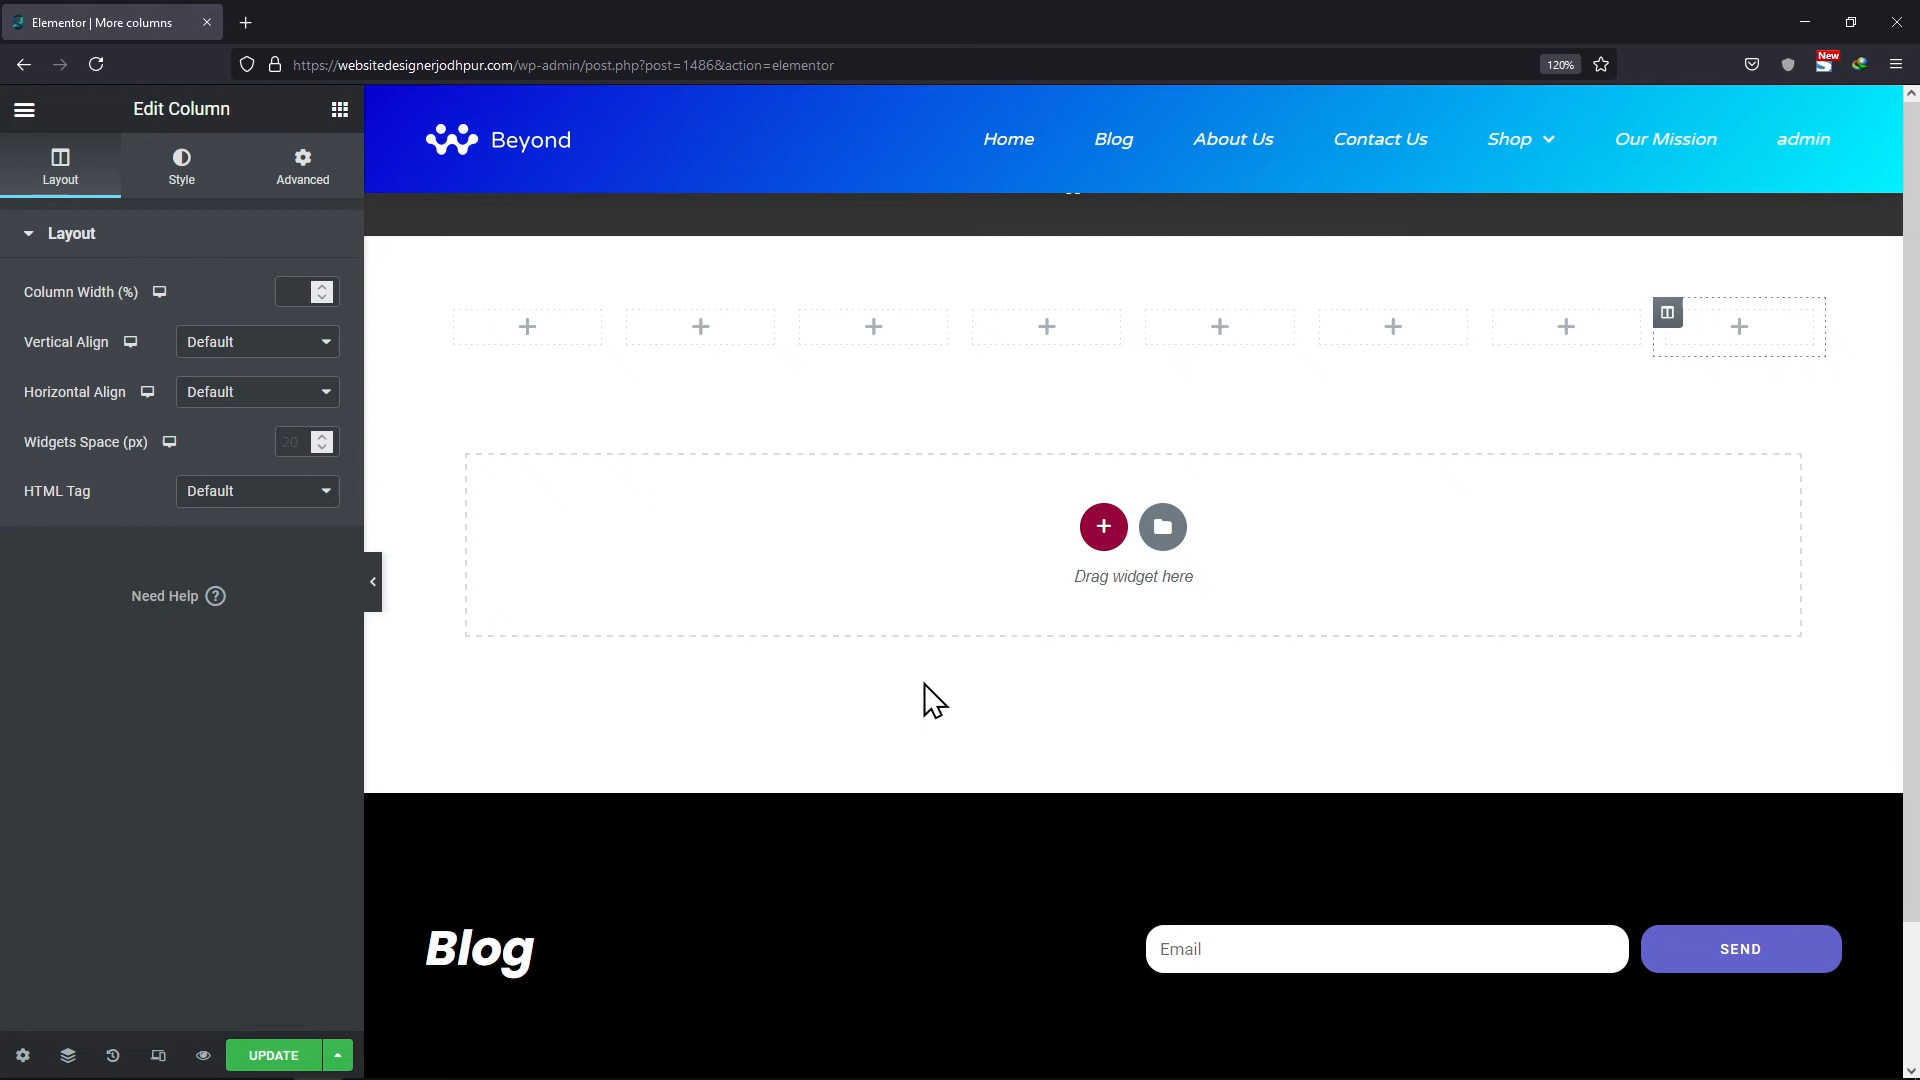 Elementor | More columns
https://websitedesignerjodhpur.com/wp-admin/post.php?post=1486&action=elementor
120%
New
Edit Column
Layout
Style
Advanced
Layout
Column Width (%)
Vertical Align
Default
Horizontal Align
Default
Widgets Space (px)
20
HTML Tag
Default
Need Help ?
UPDATE
Beyond
Home
Blog
About Us
Contact Us
Shop
Our Mission
admin
Drag widget here
Blog
Email
SEND